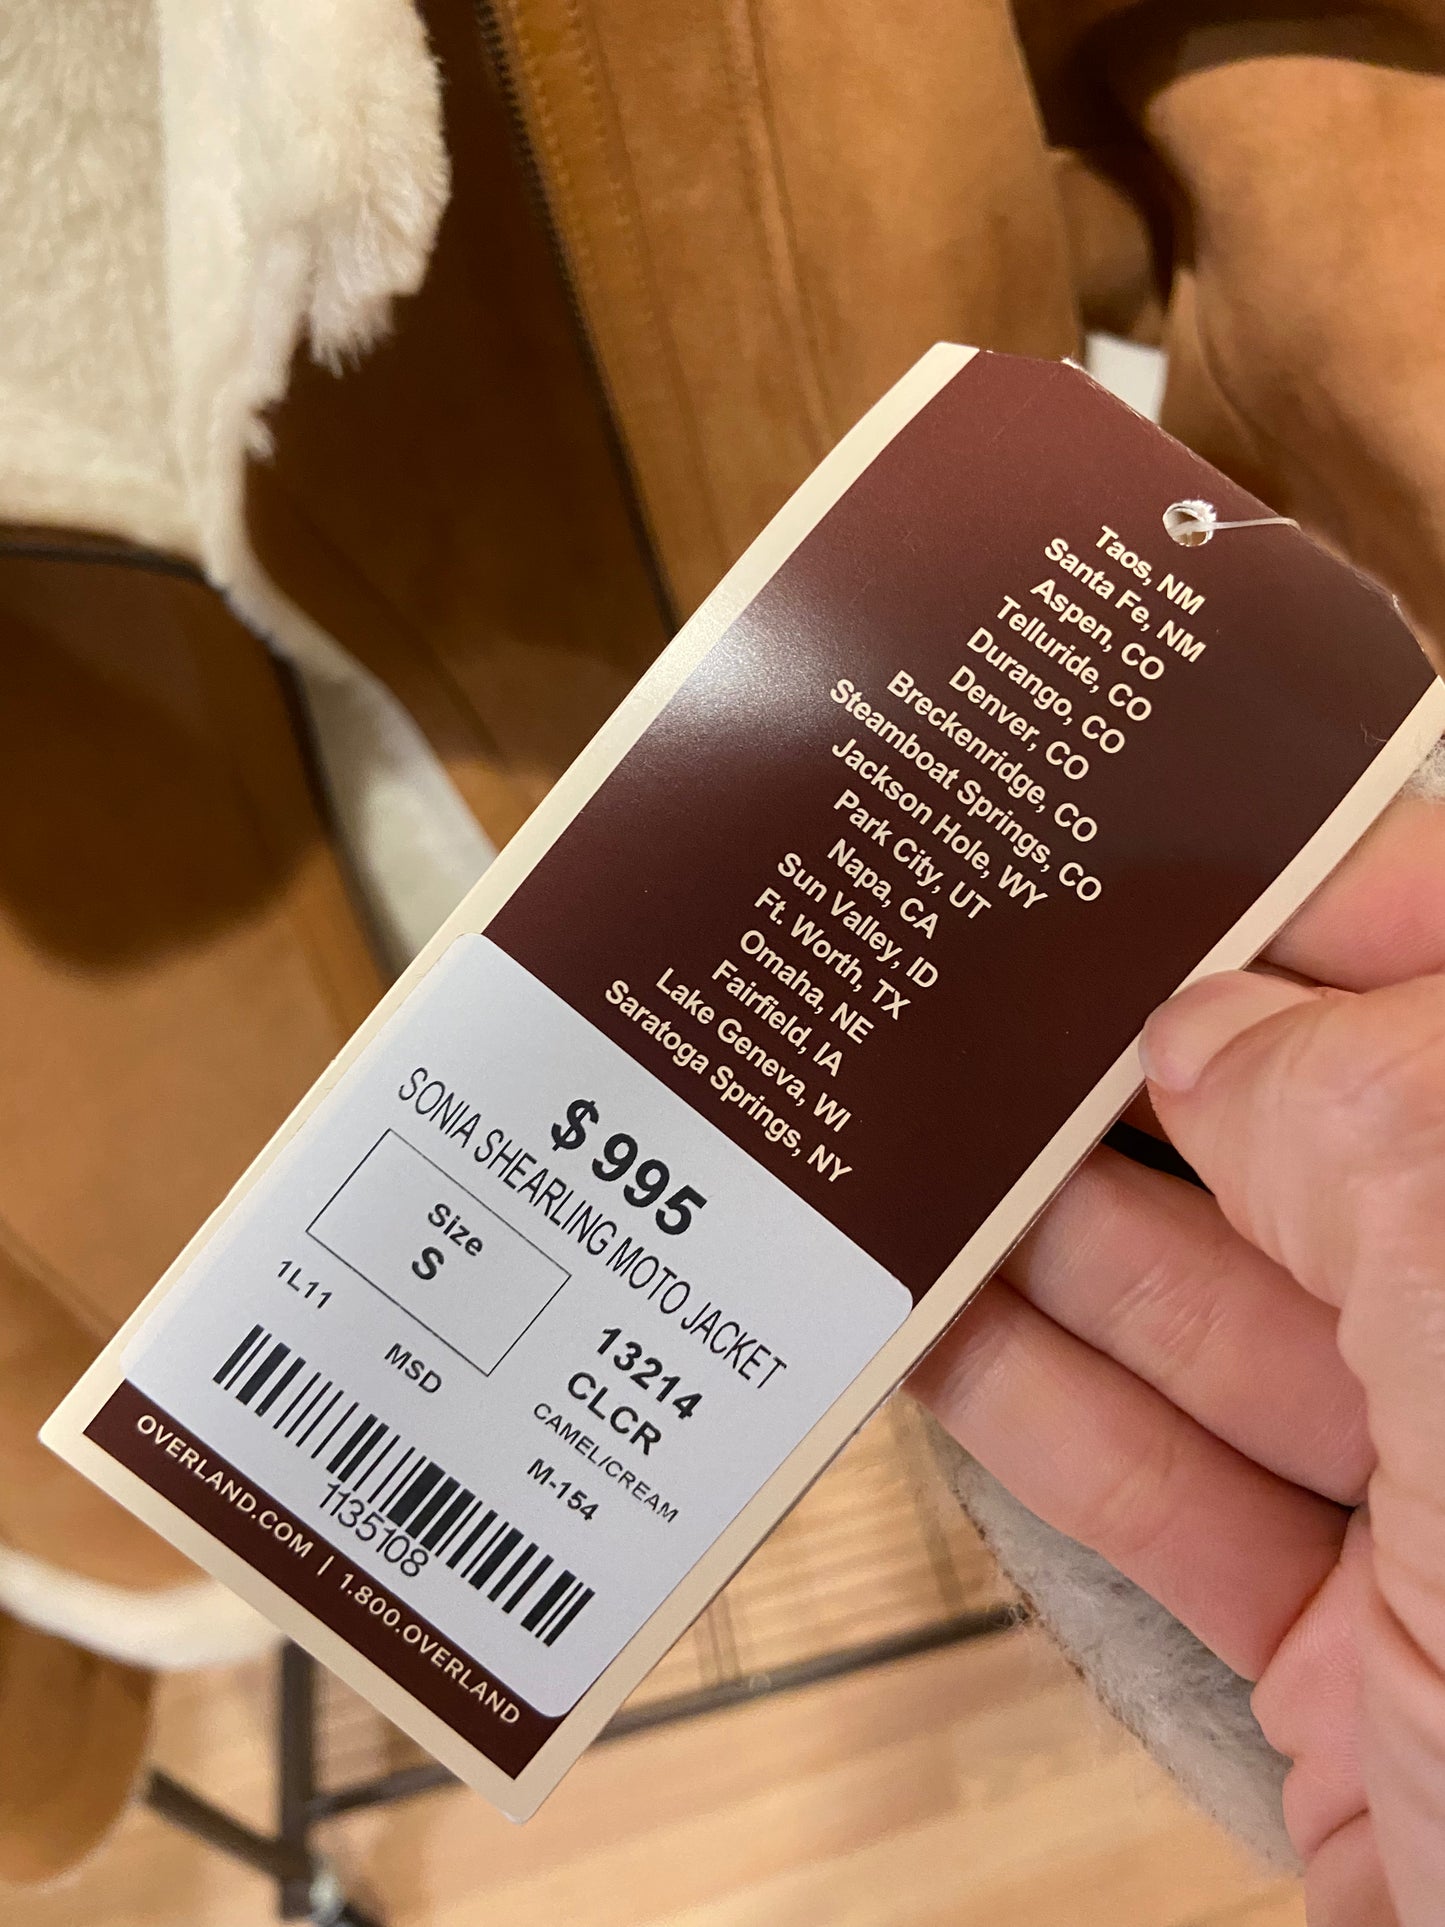 Taos, NM
Santa Fe, NM
Aspen, CO
Telluride, CO
Durango, CO
Denver, CO
Breckenridge, CO
Steamboat Springs, CO
Jackson Hole, WY
Park City, UT
Napa, CA
Sun Valley, ID
Ft. Worth, TX
Omaha, NE
Fairfield, IA
Lake Geneva, WI
Saratoga Springs, NY
$995
SONIA SHEARLING MOTO JACKET
Size
S
13214
CLCR
CAMEL/CREAM
M-154
1L11
MSD
1135108
OVERLAND.COM | 1.800.OVERLAND